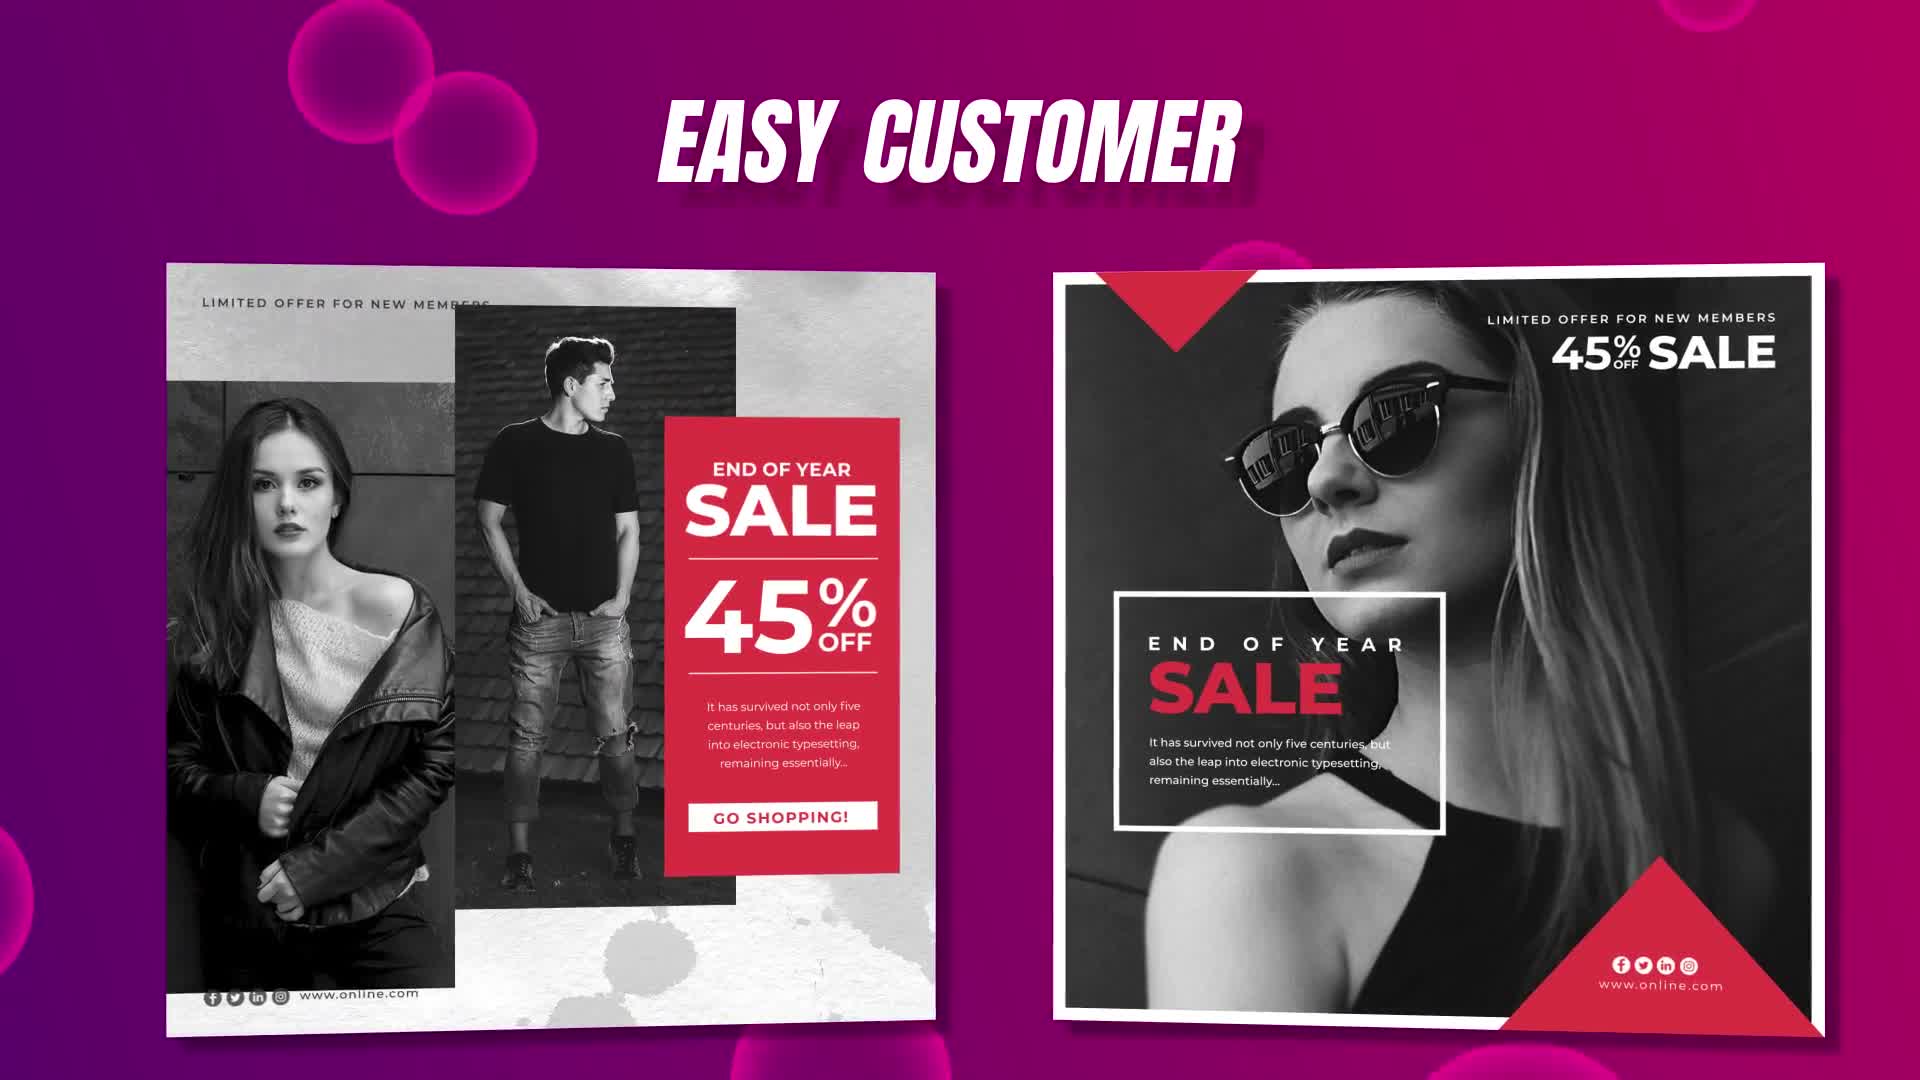 EASY CUSTOMER
LIMITED OFFER FOR NEW MEMBERS
END OF YEAR
SALE
45%
OFF
It has survived not only five
centuries, but also the leap
into electronic typesetting,
remaining essentially...
GO SHOPPING!
www.online.com
LIMITED OFFER FOR NEW MEMBERS
45% OFF SALE
END OF YEAR
SALE
It has survived not only five centuries, but
also the leap into electronic typesetting,
remaining essentially...
www.online.com